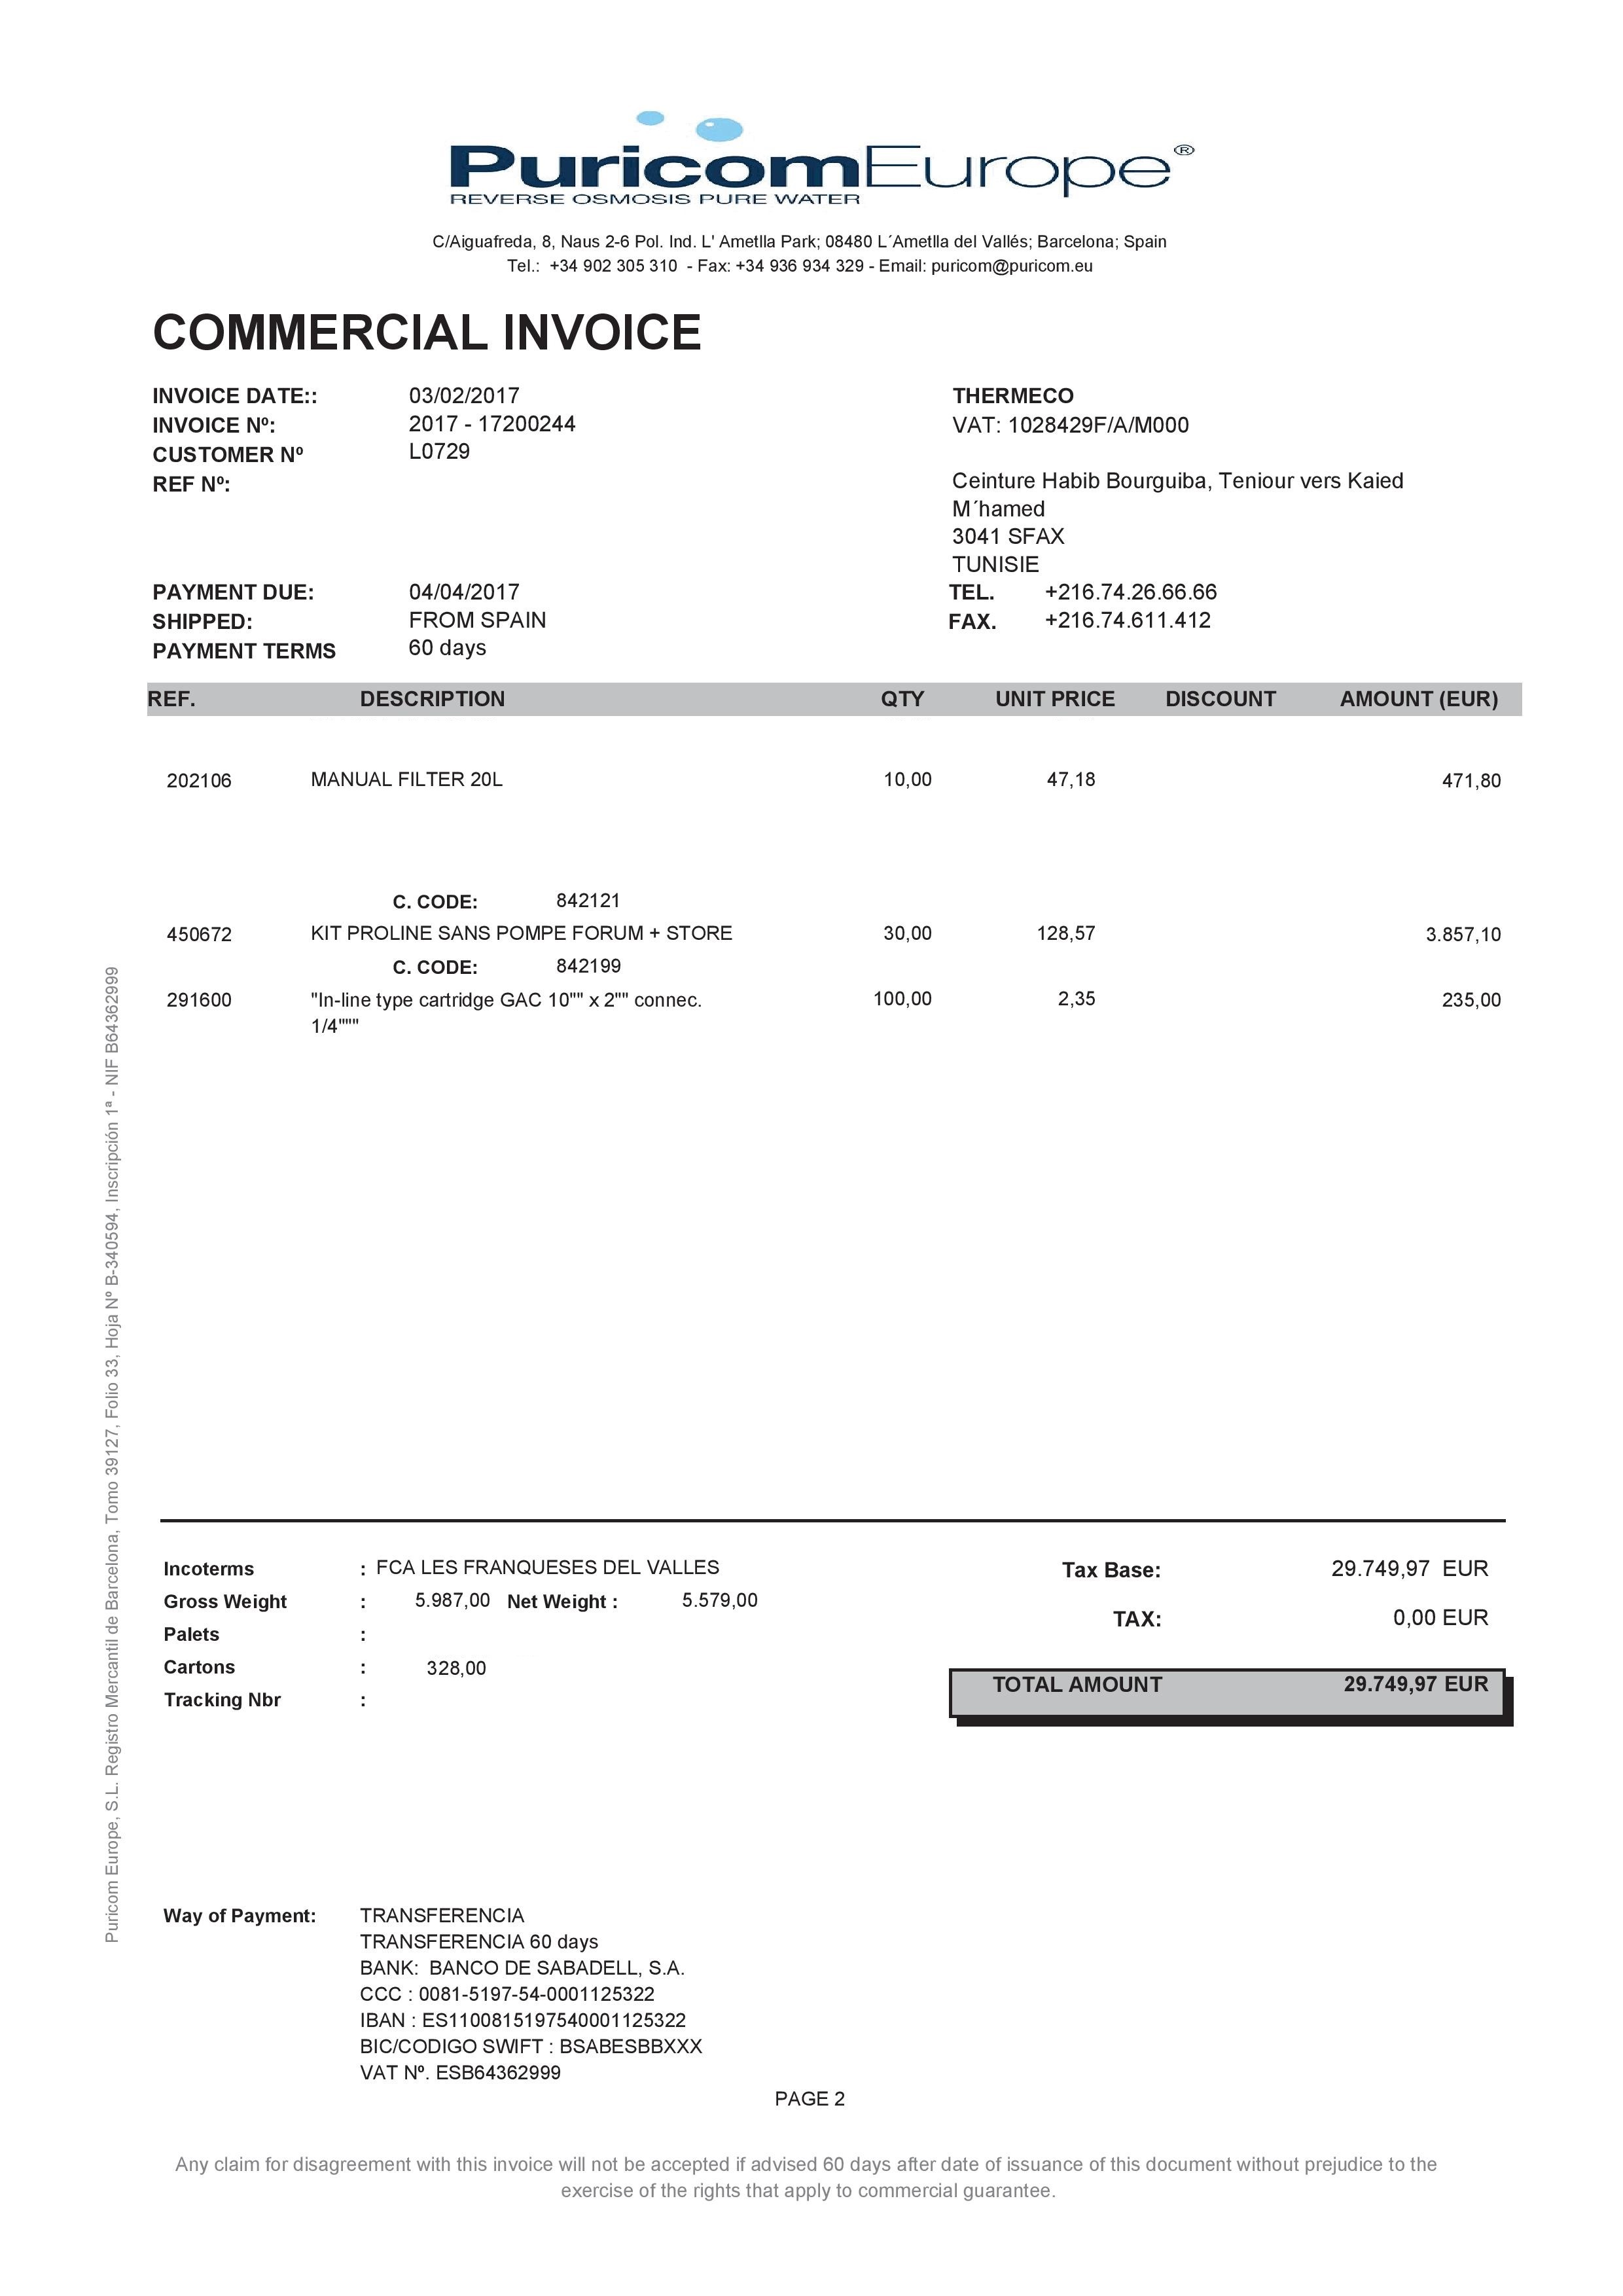 PuricomEurope®
REVERSE OSMOSIS PURE WATER
C/Aiguafreda, 8, Naus 2-6 Pol. Ind. L' Ametlla Park; 08480 L´Ametlla del Vallés; Barcelona; Spain
Tel.: +34 902 305 310 - Fax: +34 936 934 329 - Email: puricom@puricom.eu
COMMERCIAL INVOICE
INVOICE DATE:: 03/02/2017
INVOICE Nº: 2017 - 17200244
CUSTOMER Nº L0729
REF Nº:
THERMECO
VAT: 1028429F/A/M000
Ceinture Habib Bourguiba, Teniour vers Kaied
M´hamed
3041 SFAX
TUNISIE
PAYMENT DUE: 04/04/2017
SHIPPED: FROM SPAIN
PAYMENT TERMS 60 days
TEL. +216.74.26.66.66
FAX. +216.74.611.412
REF. DESCRIPTION QTY UNIT PRICE DISCOUNT AMOUNT (EUR)
202106 MANUAL FILTER 20L 10,00 47,18 471,80
C. CODE: 842121
450672 KIT PROLINE SANS POMPE FORUM + STORE 30,00 128,57 3.857,10
C. CODE: 842199
291600 "In-line type cartridge GAC 10"" x 2"" connec. 100,00 2,35 235,00
1/4"""
Puricom Europe, S.L. Registro Mercantil de Barcelona, Tomo 39127, Folio 33, Hoja Nº B-340594, Inscripción 1ª - NIF B64362999
Incoterms : FCA LES FRANQUESES DEL VALLES
Gross Weight : 5.987,00 Net Weight : 5.579,00
Palets :
Cartons : 328,00
Tracking Nbr :
Tax Base: 29.749,97 EUR
TAX: 0,00 EUR
TOTAL AMOUNT 29.749,97 EUR
Way of Payment: TRANSFERENCIA
TRANSFERENCIA 60 days
BANK: BANCO DE SABADELL, S.A.
CCC : 0081-5197-54-0001125322
IBAN : ES1100815197540001125322
BIC/CODIGO SWIFT : BSABESBBXXX
VAT Nº. ESB64362999
PAGE 2
Any claim for disagreement with this invoice will not be accepted if advised 60 days after date of issuance of this document without prejudice to the
exercise of the rights that apply to commercial guarantee.